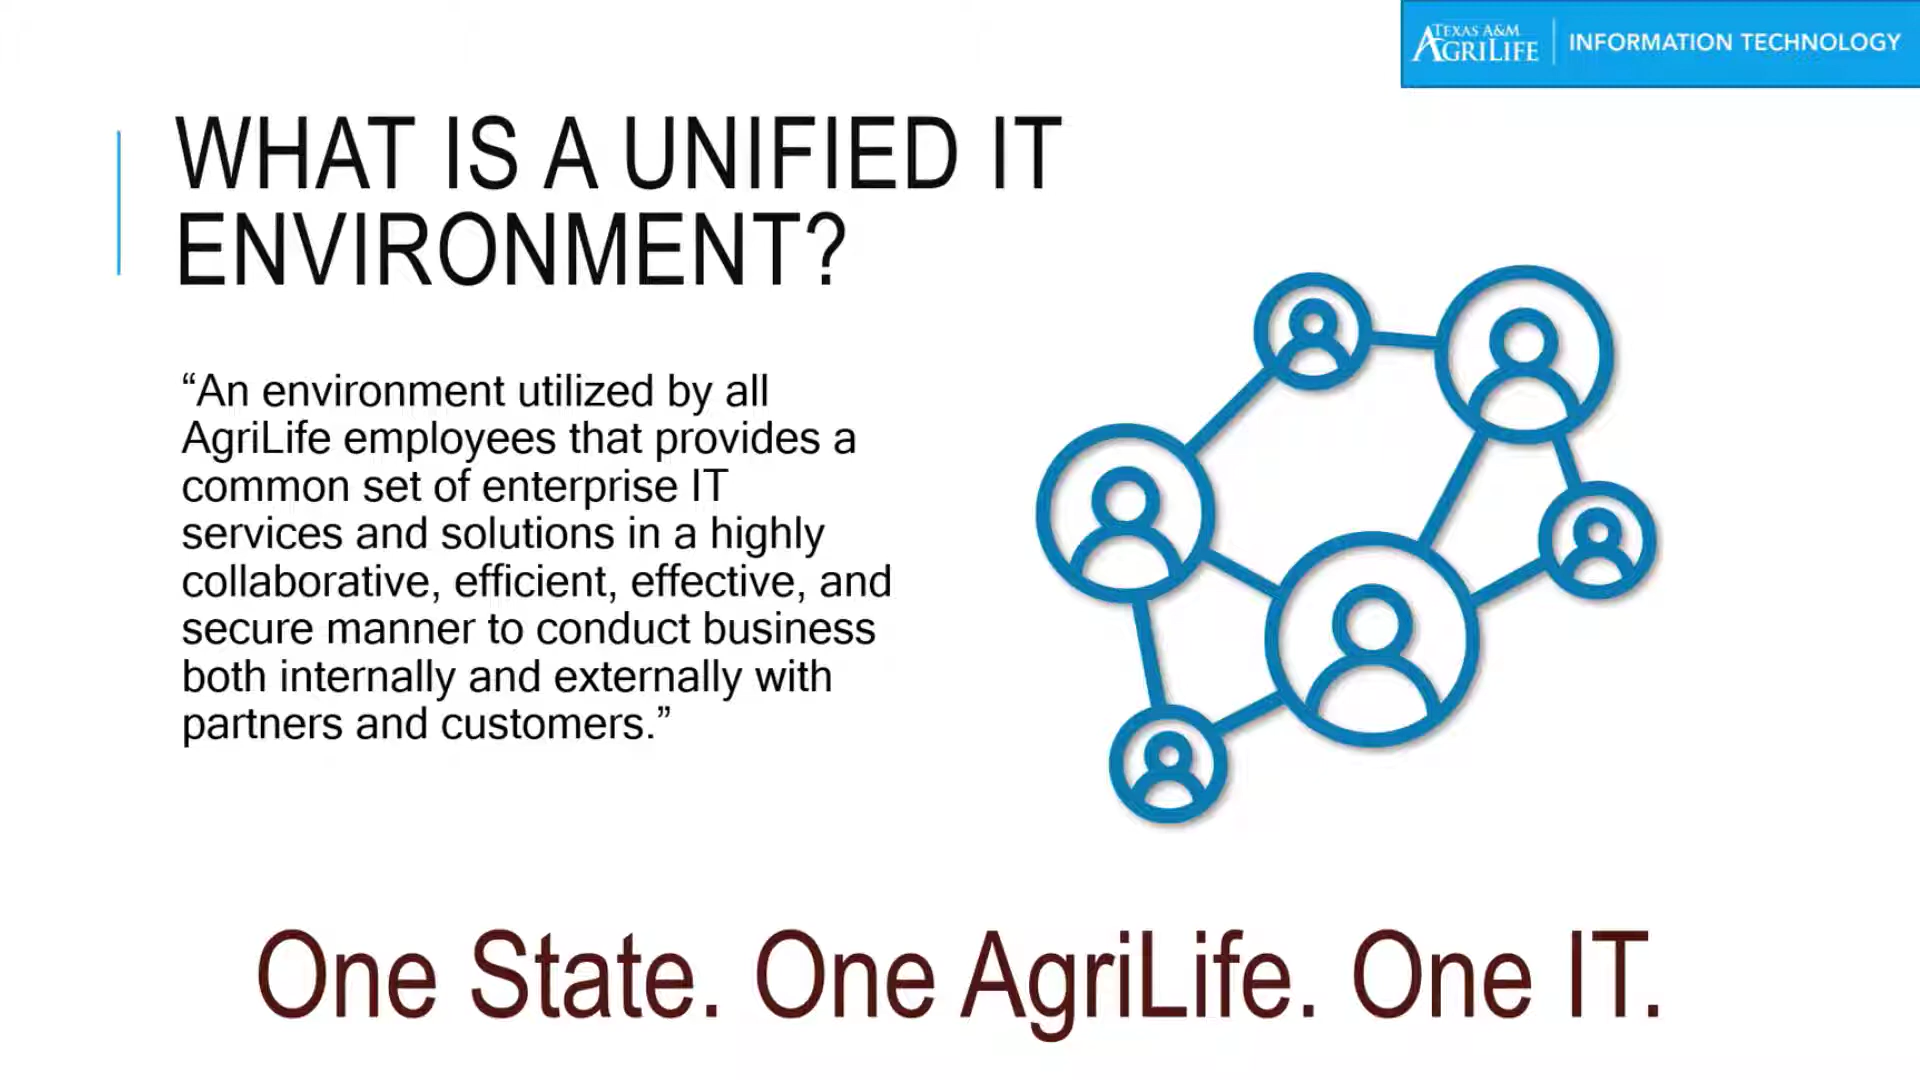 TEXAS A&M
AGRILIFE
INFORMATION TECHNOLOGY
WHAT IS A UNIFIED IT
ENVIRONMENT?
“An environment utilized by all
AgriLife employees that provides a
common set of enterprise IT
services and solutions in a highly
collaborative, efficient, effective, and
secure manner to conduct business
both internally and externally with
partners and customers.”
One State. One AgriLife. One IT.